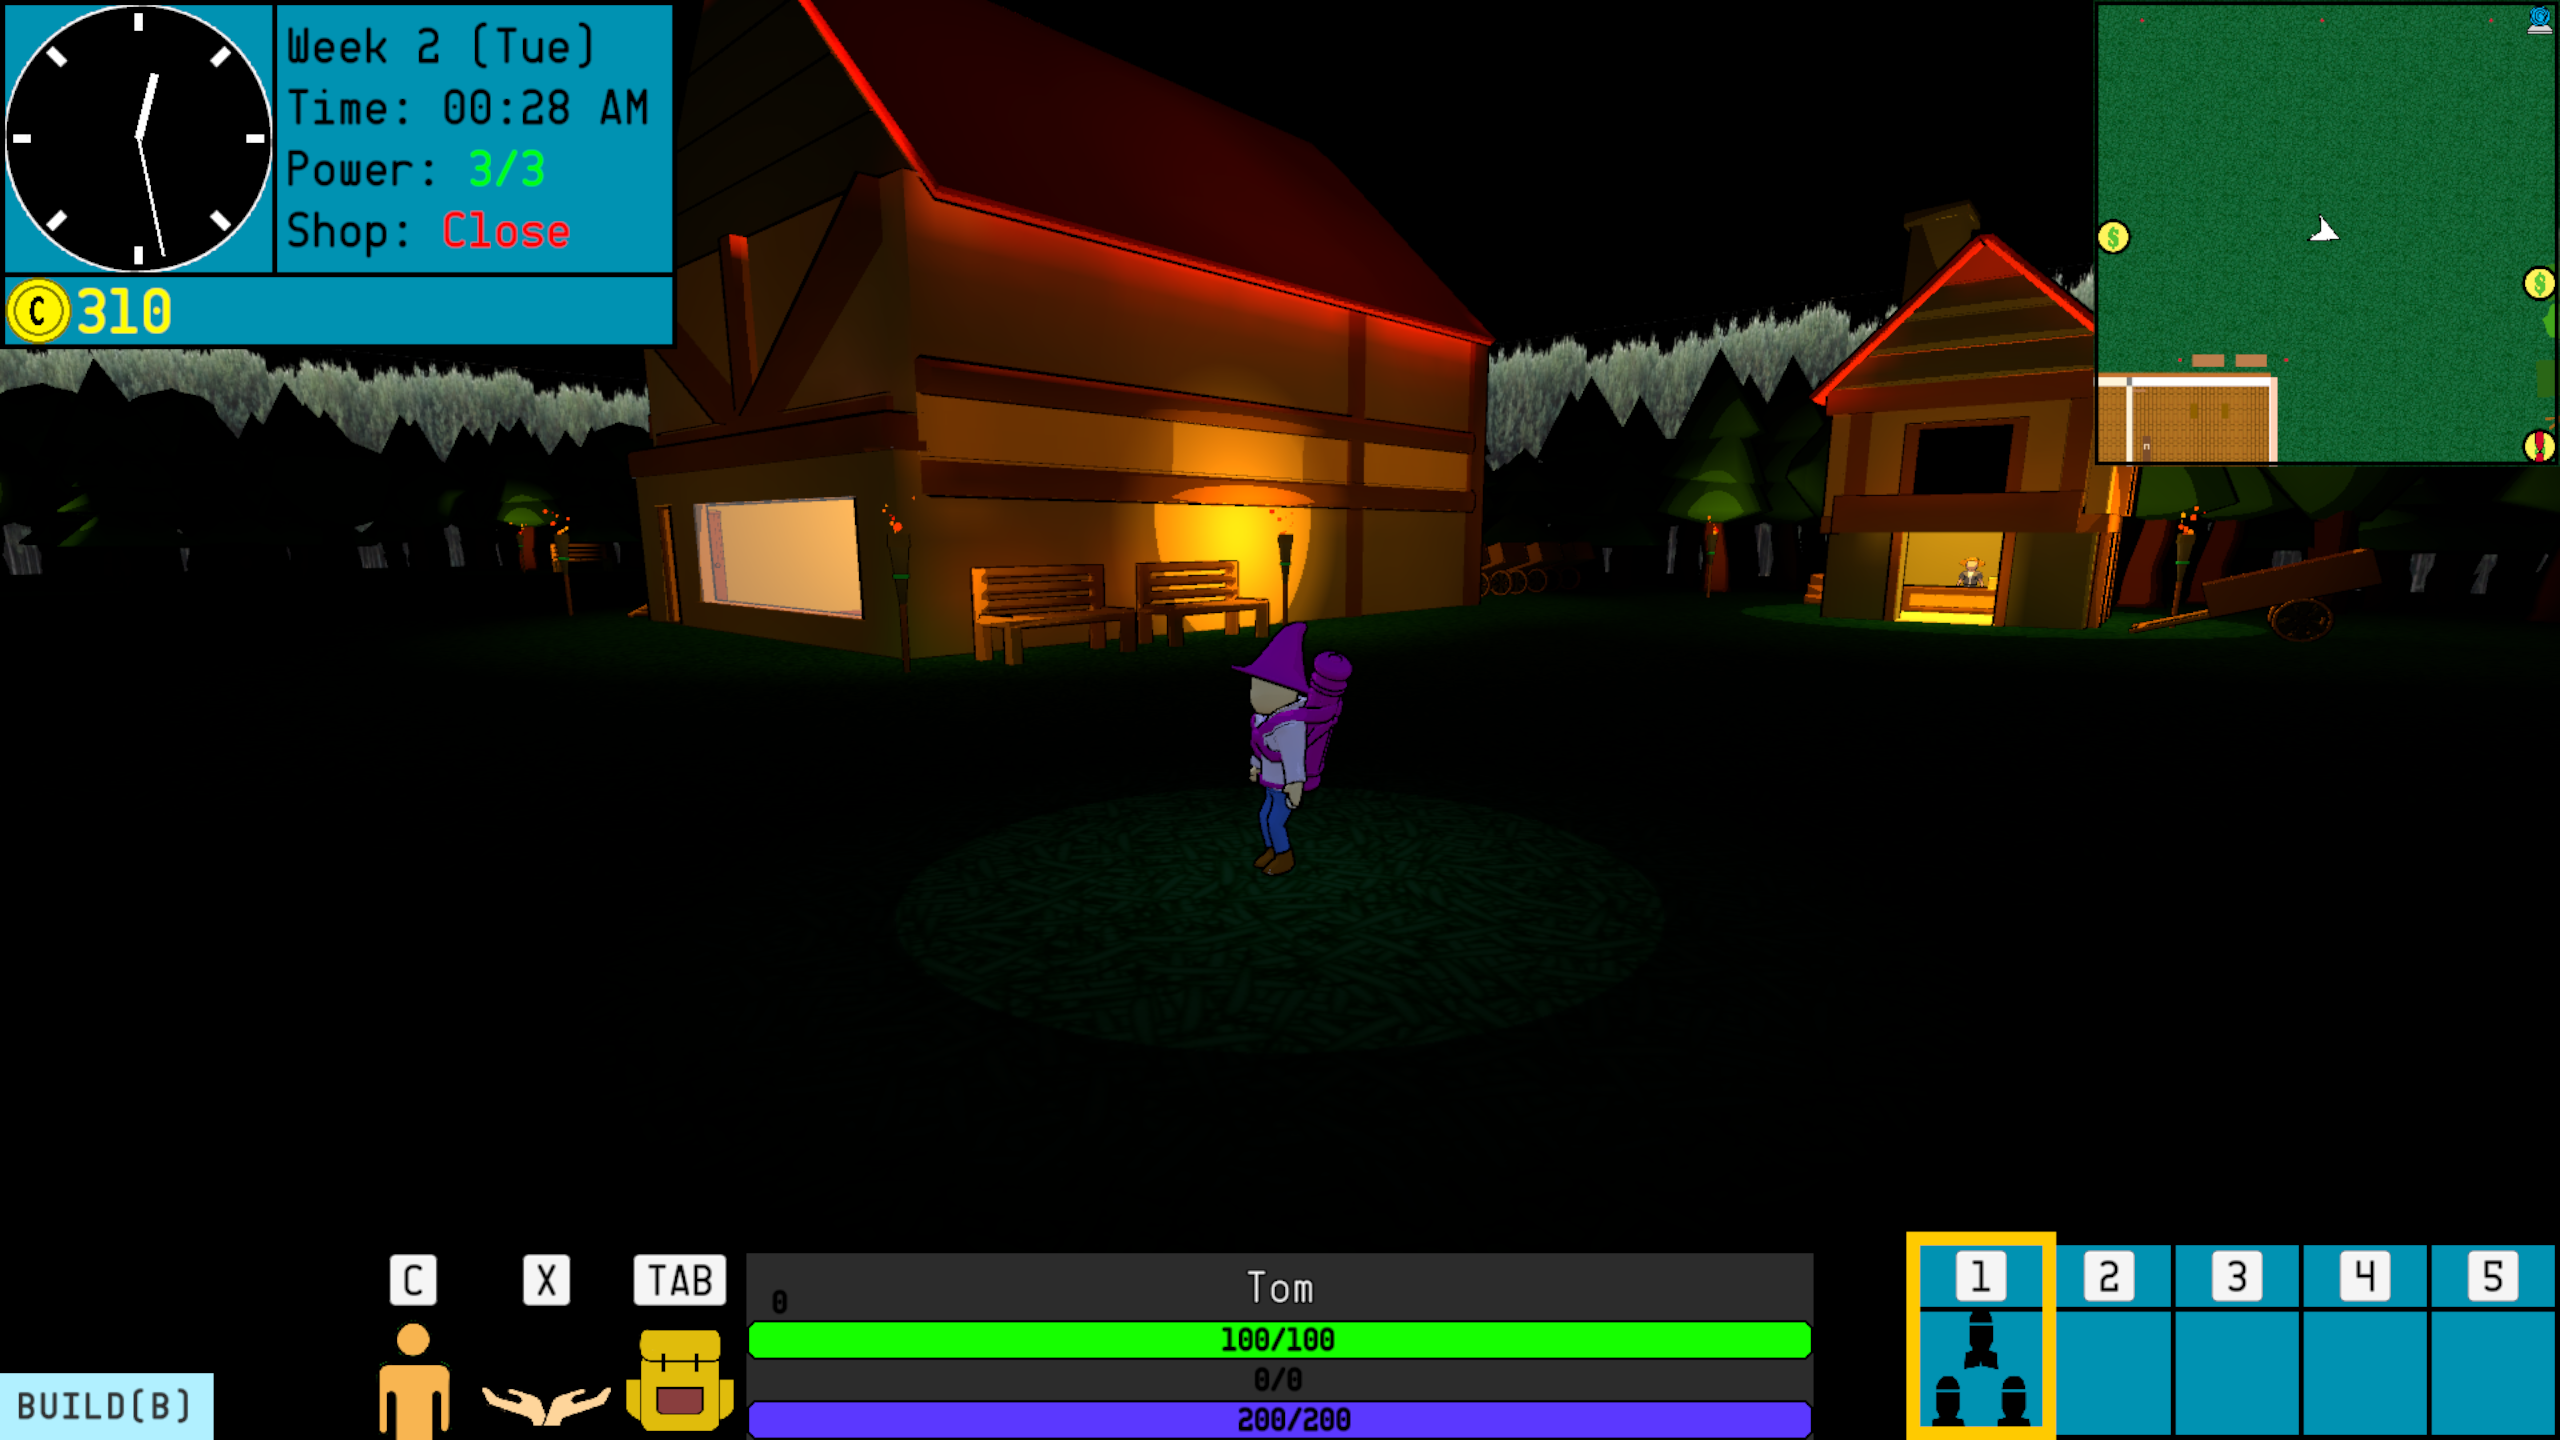 Week 2 (Tue)
Time: 00:28 AM
Power: 3/3
Shop: Close
C 310
$
$
!
C X TAB
Tom
0
100/100
0/0
200/200
BUILD(B)
1 2 3 4 5